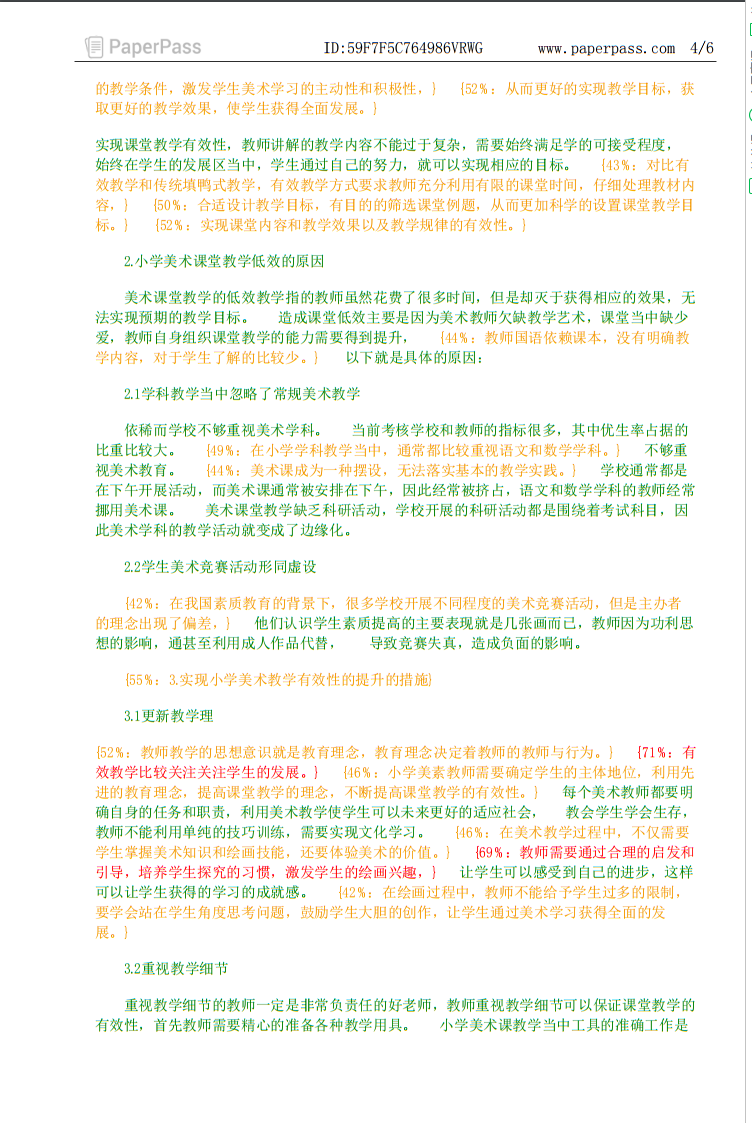 PaperPass ID:59F7F5C764986VRWG www.paperpass.com 4/6
的教学条件，激发学生美术学习的主动性和积极性，} {52%：从而更好的实现教学目标，获
取更好的教学效果，使学生获得全面发展。}
实现课堂教学有效性，教师讲解的教学内容不能过于复杂，需要始终满足学的可接受程度，
始终在学生的发展区当中，学生通过自己的努力，就可以实现相应的目标。 {43%：对比有
效教学和传统填鸭式教学，有效教学方式要求教师充分利用有限的课堂时间，仔细处理教材内
容，} {50%：合适设计教学目标，有目的的筛选课堂例题，从而更加科学的设置课堂教学目
标。} {52%：实现课堂内容和教学效果以及教学规律的有效性。}
2.小学美术课堂教学低效的原因
美术课堂教学的低效教学指的教师虽然花费了很多时间，但是却灭于获得相应的效果，无
法实现预期的教学目标。 造成课堂低效主要是因为美术教师欠缺教学艺术，课堂当中缺少
爱，教师自身组织课堂教学的能力需要得到提升， {44%：教师国语依赖课本，没有明确教
学内容，对于学生了解的比较少。} 以下就是具体的原因：
2.1学科教学当中忽略了常规美术教学
依稀而学校不够重视美术学科。 当前考核学校和教师的指标很多，其中优生率占据的
比重比较大。 {49%：在小学学科教学当中，通常都比较重视语文和数学学科。} 不够重
视美术教育。 {44%：美术课成为一种摆设，无法落实基本的教学实践。} 学校通常都是
在下午开展活动，而美术课通常被安排在下午，因此经常被挤占，语文和数学学科的教师经常
挪用美术课。 美术课堂教学缺乏科研活动，学校开展的科研活动都是围绕着考试科目，因
此美术学科的教学活动就变成了边缘化。
2.2学生美术竞赛活动形同虚设
{42%：在我国素质教育的背景下，很多学校开展不同程度的美术竞赛活动，但是主办者
的理念出现了偏差，} 他们认识学生素质提高的主要表现就是几张画而已，教师因为功利思
想的影响，通甚至利用成人作品代替， 导致竞赛失真，造成负面的影响。
{55%：3.实现小学美术教学有效性的提升的措施}
3.1更新教学理
{52%：教师教学的思想意识就是教育理念，教育理念决定着教师的教师与行为。} {71%：有
效教学比较关注关注学生的发展。} {46%：小学美素教师需要确定学生的主体地位，利用先
进的教育理念，提高课堂教学的理念，不断提高课堂教学的有效性。} 每个美术教师都要明
确自身的任务和职责，利用美术教学使学生可以未来更好的适应社会， 教会学生学会生存，
教师不能利用单纯的技巧训练，需要实现文化学习。 {46%：在美术教学过程中，不仅需要
学生掌握美术知识和绘画技能，还要体验美术的价值。} {69%：教师需要通过合理的启发和
引导，培养学生探究的习惯，激发学生的绘画兴趣，} 让学生可以感受到自己的进步，这样
可以让学生获得的学习的成就感。 {42%：在绘画过程中，教师不能给予学生过多的限制，
要学会站在学生角度思考问题，鼓励学生大胆的创作，让学生通过美术学习获得全面的发
展。}
3.2重视教学细节
重视教学细节的教师一定是非常负责任的好老师，教师重视教学细节可以保证课堂教学的
有效性，首先教师需要精心的准备各种教学用具。 小学美术课教学当中工具的准确工作是